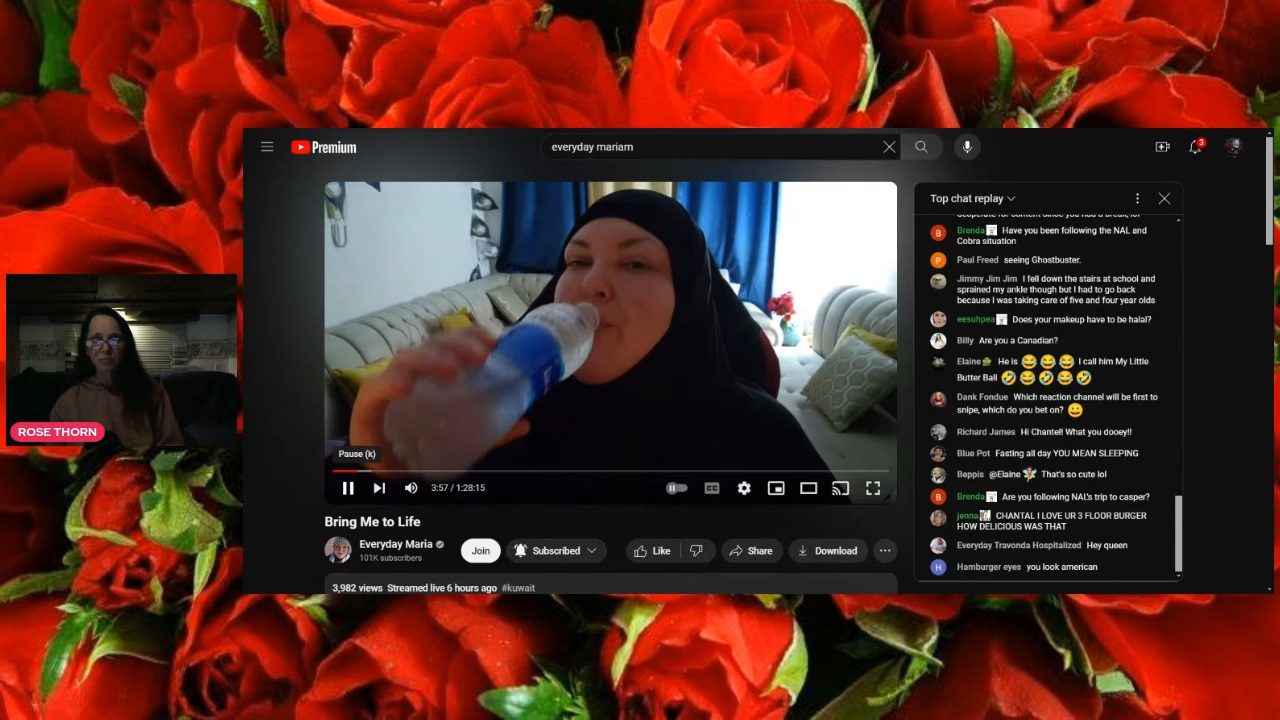 Premium
everyday mariam
3
Top chat replay
Brenda Have you been following the NAL and
Cobra situation
Paul Freed seeing Ghostbuster.
Jimmy Jim Jim I fell down the stairs at school and
sprained my ankle though but I had to go back
because I was taking care of five and four year olds
eesuhpea Does your makeup have to be halal?
Billy Are you a Canadian?
Elaine He is 😂😂😂 I call him My Little
Butter Ball 🤣😂🤣😂🤣
Dank Fondue Which reaction channel will be first to
snipe, which do you bet on? 😀
Richard James Hi Chantel! What you dooey!!
Blue Pot Fasting all day YOU MEAN SLEEPING
Beppis @Elaine That's so cute lol
Brenda Are you following NAL's trip to casper?
jenna CHANTAL I LOVE UR 3 FLOOR BURGER
HOW DELICIOUS WAS THAT
Everyday Travonda Hospitalized Hey queen
Hamburger eyes you look american
Pause (k)
3:57 / 1:28:15
CC
Bring Me to Life
Everyday Maria
101K subscribers
Join
Subscribed
Like
Share
Download
3,982 views Streamed live 6 hours ago #kuwait
ROSE THORN